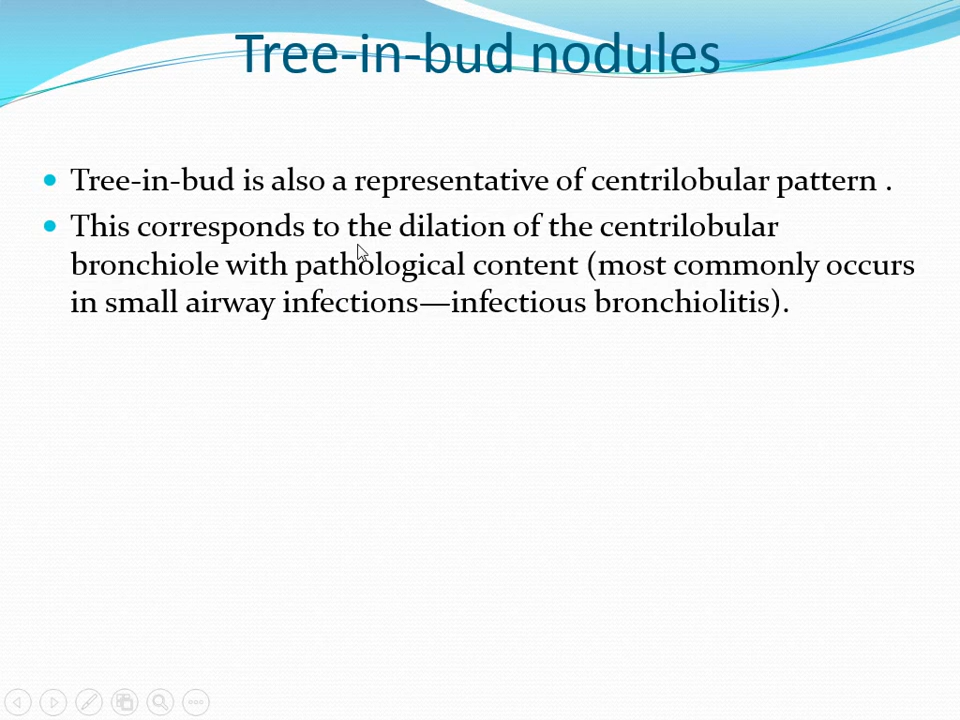 Tree-in-bud nodules
Tree-in-bud is also a representative of centrilobular pattern .
This corresponds to the dilation of the centrilobular
bronchiole with pathological content (most commonly occurs
in small airway infections—infectious bronchiolitis).